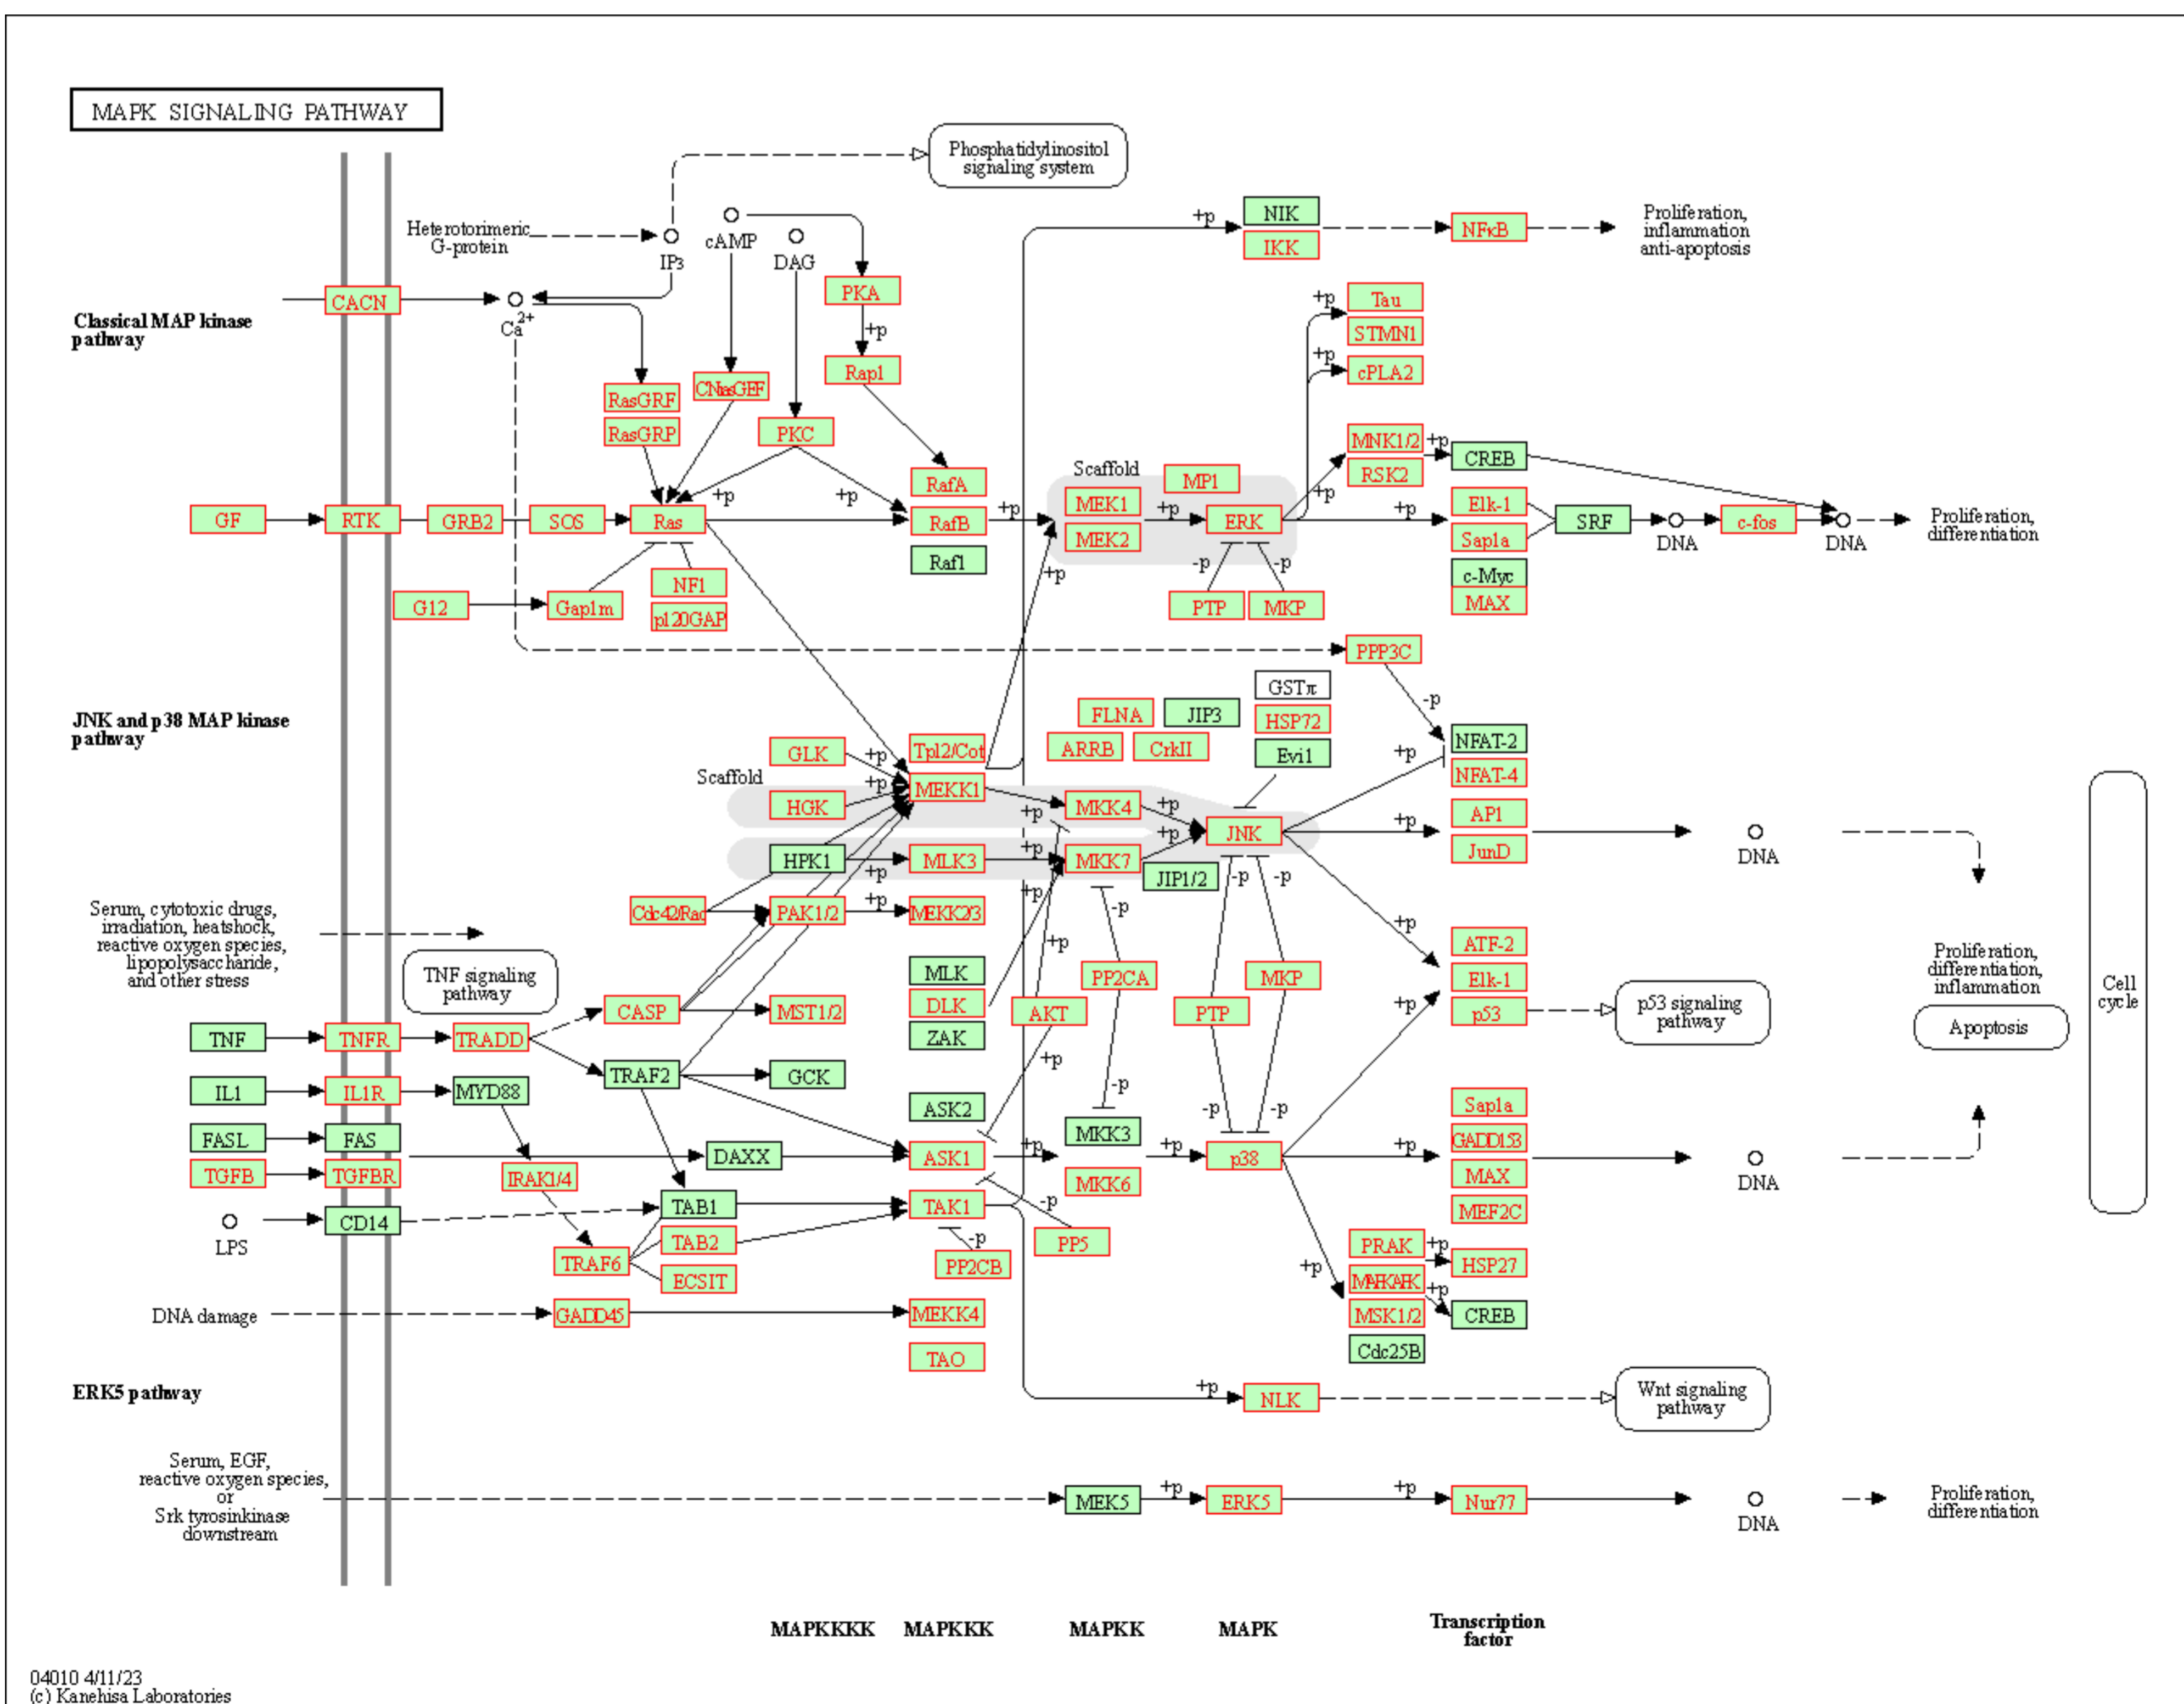 MAPK SIGNALING PATHWAY
Phosphatidylinositol
signaling system
Heterotorimeric
G-protein
IP3
cAMP
DAG
NIK
IKK
+p
NFκB
Proliferation,
inflammation
anti-apoptosis
CACN
Ca2+
PKA
+p
Rap1
Tau
+p
STMN1
+p
cPLA2
Classical MAP kinase
pathway
RasGRF
RasGRP
CNrasGEF
PKC
MNK1/2
+p
RSK2
CREB
+p
Scaffold
MP1
RafA
+p
+p
GF
RTK
GRB2
SOS
Ras
RafB
+p
Raf1
MEK1
MEK2
+p
ERK
+p
Elk-1
Sap1a
SRF
DNA
c-fos
DNA
Proliferation,
differentiation
c-Myc
MAX
G12
Gap1m
NF1
p120GAP
+p
-p
-p
PTP
MKP
PPP3C
-p
JNK and p38 MAP kinase
pathway
GSTπ
FLNA
JIP3
HSP72
ARRB
CrkII
Evi1
NFAT-2
NFAT-4
+p
GLK
+p
Tpl2/Cot
Scaffold
HGK
+p
MEKK1
+p
MKK4
+p
JNK
+p
AP1
JunD
DNA
HPK1
+p
MLK3
+p
MKK7
+p
JIP1/2
-p
-p
+p
Cdc42/Rac
PAK1/2
+p
MEKK2/3
-p
+p
+p
Serum, cytotoxic drugs,
irradiation, heatshock,
reactive oxygen species,
lipopolysaccharide,
and other stress
TNF signaling
pathway
MLK
DLK
ZAK
AKT
+p
PP2CA
-p
PTP
MKP
-p
-p
ATF-2
Elk-1
p53
+p
p53 signaling
pathway
Proliferation,
differentiation,
inflammation
Apoptosis
Cell
cycle
CASP
MST1/2
TNF
TNFR
TRADD
TRAF2
GCK
IL1
IL1R
MYD88
ASK2
MKK3
FASL
FAS
DAXX
ASK1
+p
MKK6
+p
p38
+p
Sap1a
GADD153
MAX
MEF2C
DNA
TGFB
TGFBR
IRAK1/4
LPS
CD14
TAB1
TAK1
-p
TAB2
-p
PP5
TRAF6
ECSIT
PP2CB
+p
PRAK
+p
HSP27
MAPKAPK
+p
MSK1/2
CREB
Cdc25B
DNA damage
GADD45
MEKK4
TAO
ERK5 pathway
+p
NLK
Wnt signaling
pathway
Serum, EGF,
reactive oxygen species,
or
Srk tyrosinkinase
downstream
MEK5
+p
ERK5
+p
Nur77
DNA
Proliferation,
differentiation
MAPKKKK
MAPKKK
MAPKK
MAPK
Transcription
factor
04010 4/11/23
(c) Kanehisa Laboratories